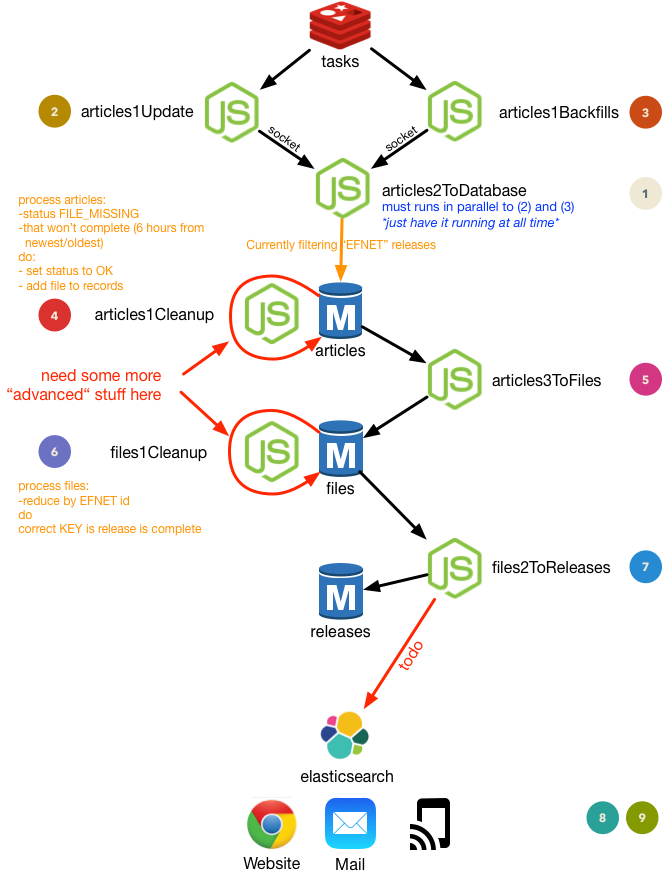 tasks
2
articles1Update
JS
JS
articles1Backfills
3
socket
socket
JS
articles2ToDatabase
1
must runs in parallel to (2) and (3)
*just have it running at all time*
process articles:
-status FILE_MISSING
-that won't complete (6 hours from
newest/oldest)
do:
- set status to OK
- add file to records
Currently filtering "EFNET" releases
4
articles1Cleanup
JS
M
articles
need some more
"advanced" stuff here
JS
articles3ToFiles
5
6
files1Cleanup
JS
M
files
process files:
-reduce by EFNET id
do
correct KEY is release is complete
JS
files2ToReleases
7
M
releases
todo
elasticsearch
8
9
Website
Mail